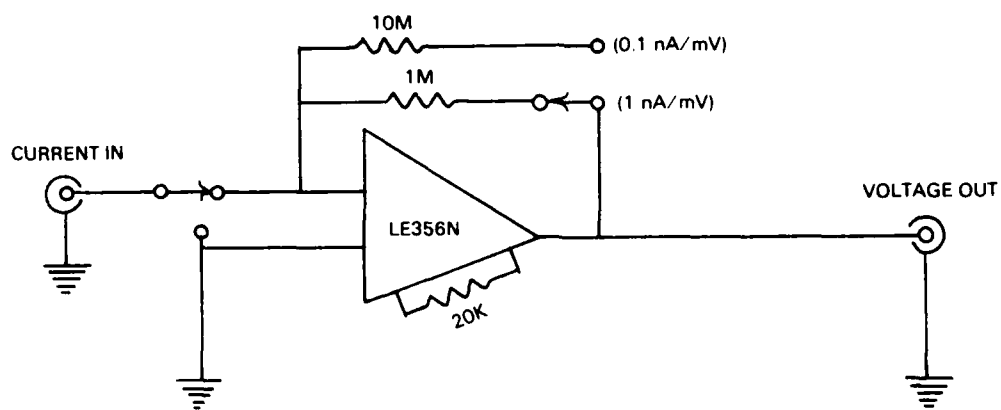 10M
(0.1 nA/mV)
1M
(1 nA/mV)
CURRENT IN
VOLTAGE OUT
LE356N
20K